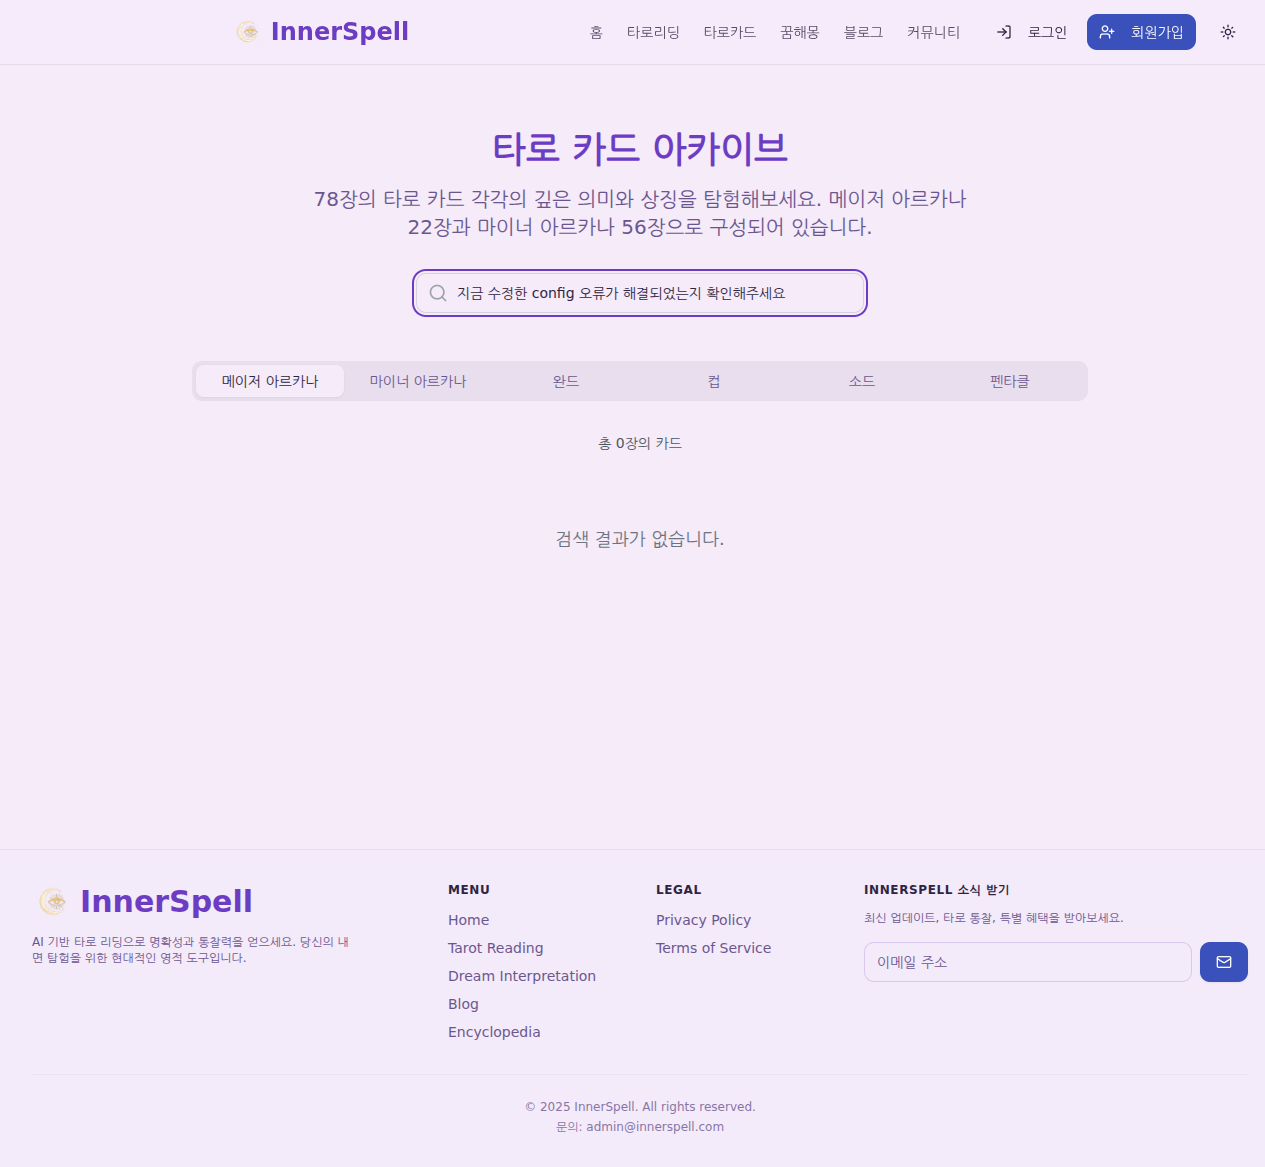 InnerSpell
홈
타로리딩
타로카드
꿈해몽
블로그
커뮤니티
로그인
회원가입
타로 카드 아카이브
78장의 타로 카드 각각의 깊은 의미와 상징을 탐험해보세요. 메이저 아르카나
22장과 마이너 아르카나 56장으로 구성되어 있습니다.
지금 수정한 config 오류가 해결되었는지 확인해주세요
메이저 아르카나
마이너 아르카나
완드
컵
소드
펜타클
총 0장의 카드
검색 결과가 없습니다.
InnerSpell
AI 기반 타로 리딩으로 명확성과 통찰력을 얻으세요. 당신의 내
면 탐험을 위한 현대적인 영적 도구입니다.
MENU
Home
Tarot Reading
Dream Interpretation
Blog
Encyclopedia
LEGAL
Privacy Policy
Terms of Service
INNERSPELL 소식 받기
최신 업데이트, 타로 통찰, 특별 혜택을 받아보세요.
이메일 주소
© 2025 InnerSpell. All rights reserved.
문의: admin@innerspell.com